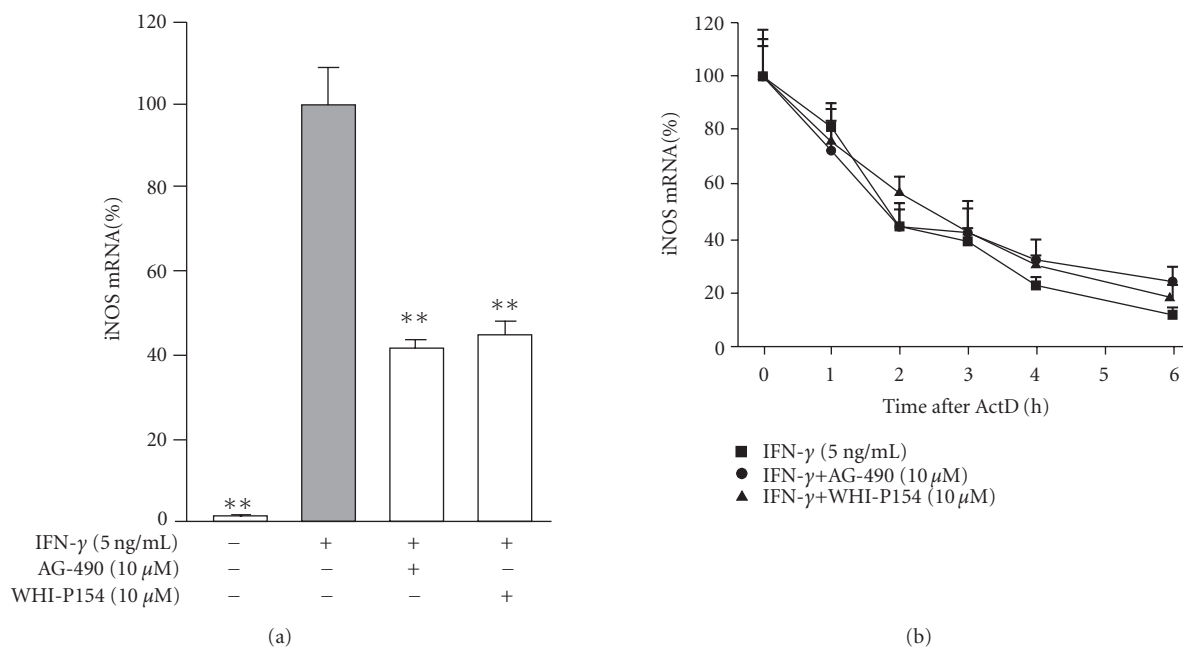 120
100
80
60
40
20
0
iNOS mRNA(%)
**
**
**
IFN-γ (5 ng/mL) − + + +
AG-490 (10 μM) − − + −
WHI-P154 (10 μM) − − − +
(a)
120
100
80
60
40
20
0
iNOS mRNA(%)
0 1 2 3 4 5 6
Time after ActD (h)
IFN-γ (5 ng/mL)
IFN-γ+AG-490 (10 μM)
IFN-γ+WHI-P154 (10 μM)
(b)